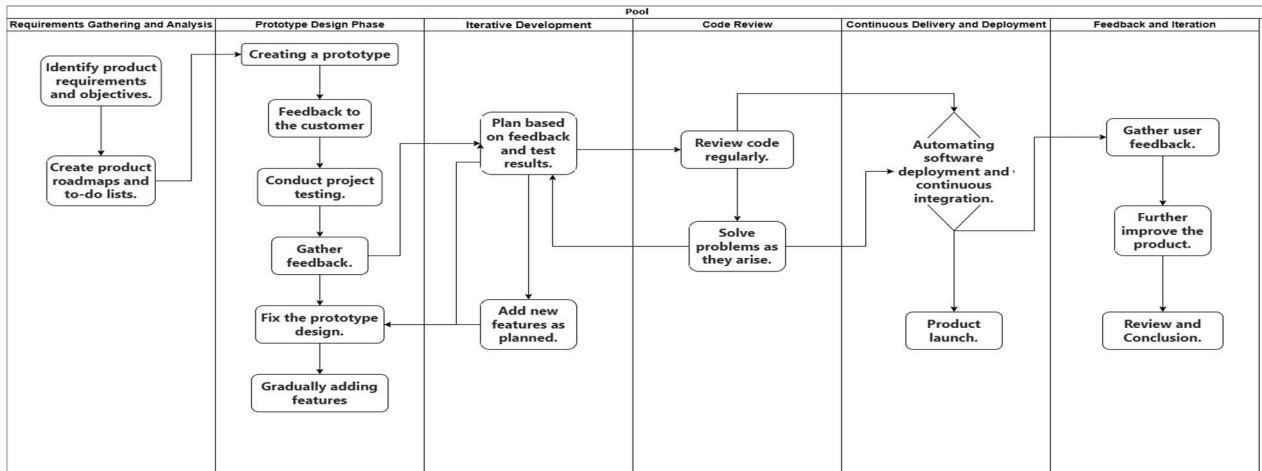 Pool
Requirements Gathering and Analysis
Prototype Design Phase
Iterative Development
Code Review
Continuous Delivery and Deployment
Feedback and Iteration
Identify product
requirements
and objectives.
Create product
roadmaps and
to-do lists.
Creating a prototype
Feedback to
the customer
Conduct project
testing.
Gather
feedback.
Fix the prototype
design.
Gradually adding
features
Plan based
on feedback
and test
results.
Add new
features as
planned.
Review code
regularly.
Solve
problems as
they arise.
Automating
software
deployment and
continuous
integration.
Product
launch.
Gather user
feedback.
Further
improve the
product.
Review and
Conclusion.